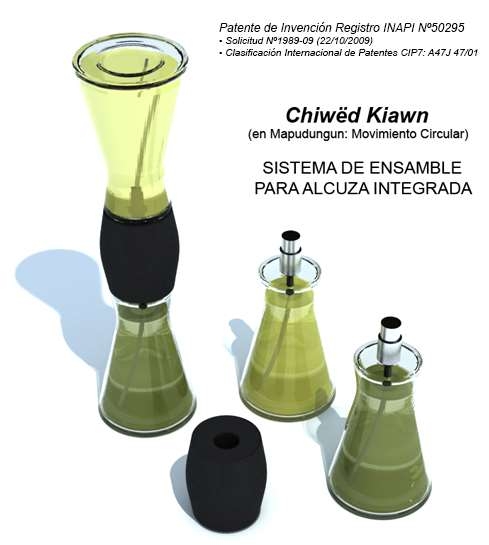 Patente de Invención Registro INAPI Nº50295
• Solicitud Nº1989-09 (22/10/2009)
• Clasificación Internacional de Patentes CIP7: A47J 47/01
Chiwëd Kiawn
(en Mapudungun: Movimiento Circular)
SISTEMA DE ENSAMBLE
PARA ALCUZA INTEGRADA